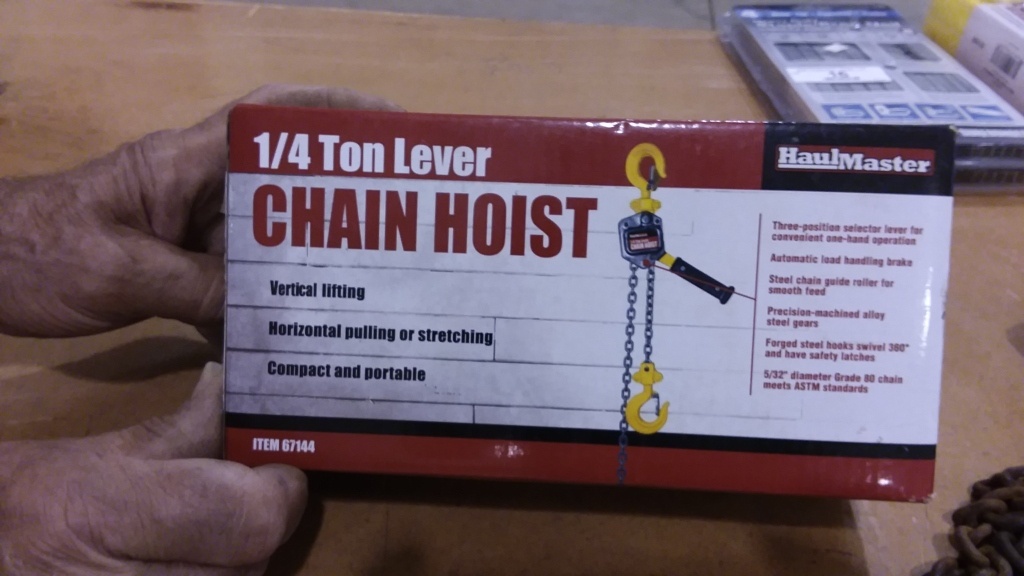 1/4 Ton Lever
CHAIN HOIST
Vertical lifting
Horizontal pulling or stretching
Compact and portable
ITEM 67144
HaulMaster
Three-position selector lever for
convenient one-hand operation
Automatic load handling brake
Steel chain guide roller for
smooth feed
Precision-machined alloy
steel gears
Forged steel hooks swivel 360°
and have safety latches
5/32" diameter Grade 80 chain
meets ASTM standards
CHAIN HOIST
16